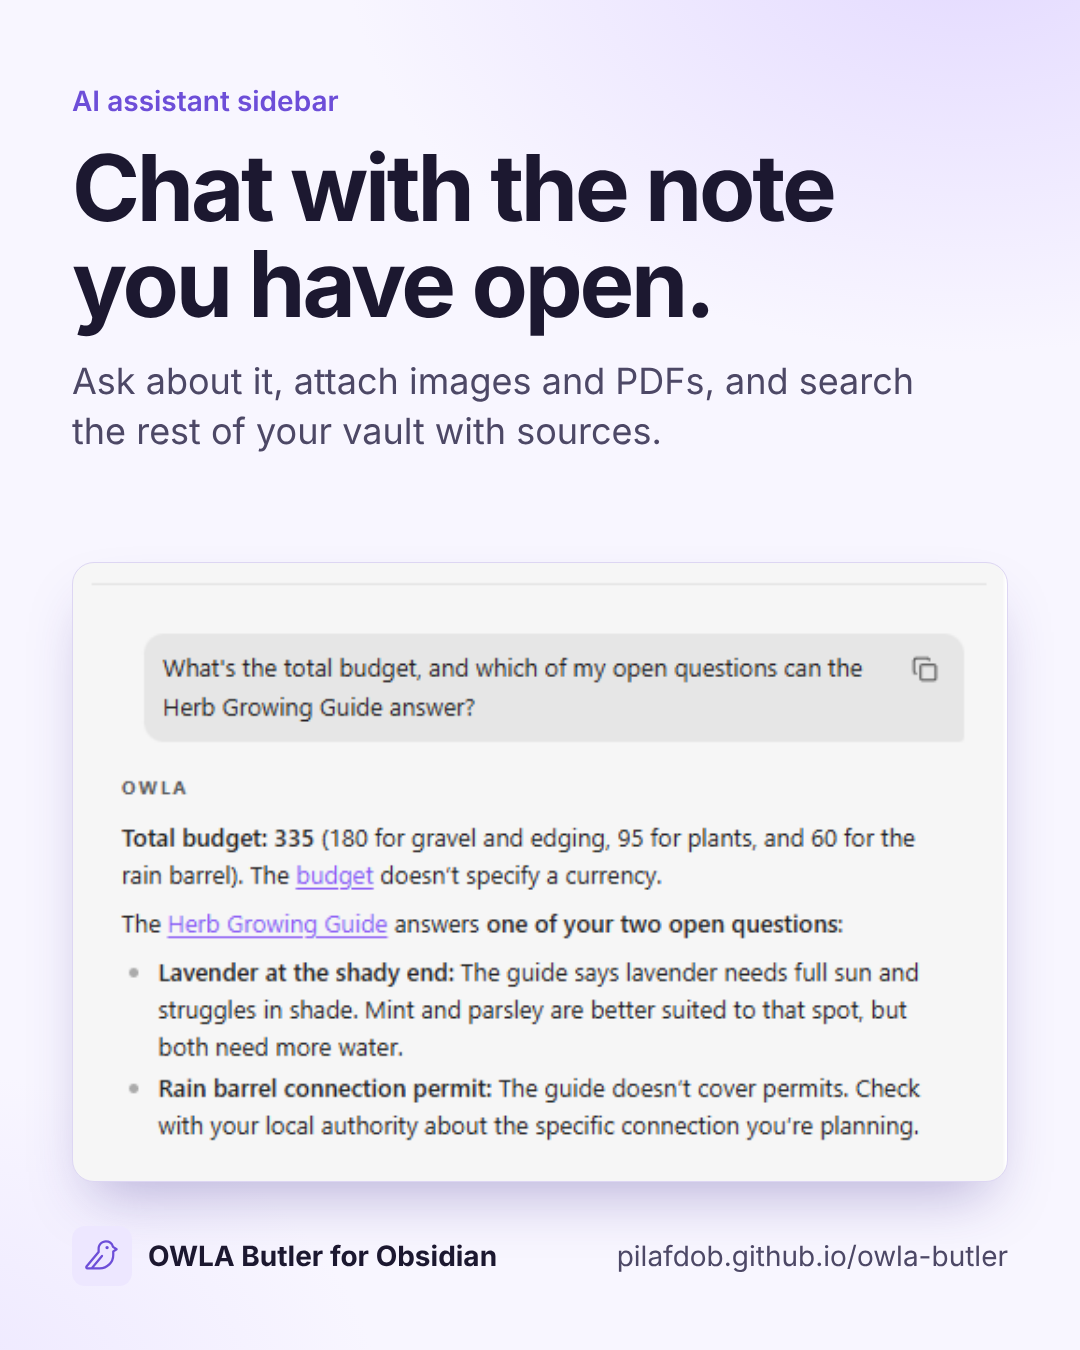 AI assistant sidebar
Chat with the note
you have open.
Ask about it, attach images and PDFs, and search
the rest of your vault with sources.
What's the total budget, and which of my open questions can the
Herb Growing Guide answer?
OWLA
Total budget: 335 (180 for gravel and edging, 95 for plants, and 60 for the
rain barrel). The budget doesn't specify a currency.
The Herb Growing Guide answers one of your two open questions:
• Lavender at the shady end: The guide says lavender needs full sun and
struggles in shade. Mint and parsley are better suited to that spot, but
both need more water.
• Rain barrel connection permit: The guide doesn't cover permits. Check
with your local authority about the specific connection you're planning.
OWLA Butler for Obsidian
pilafdob.github.io/owla-butler